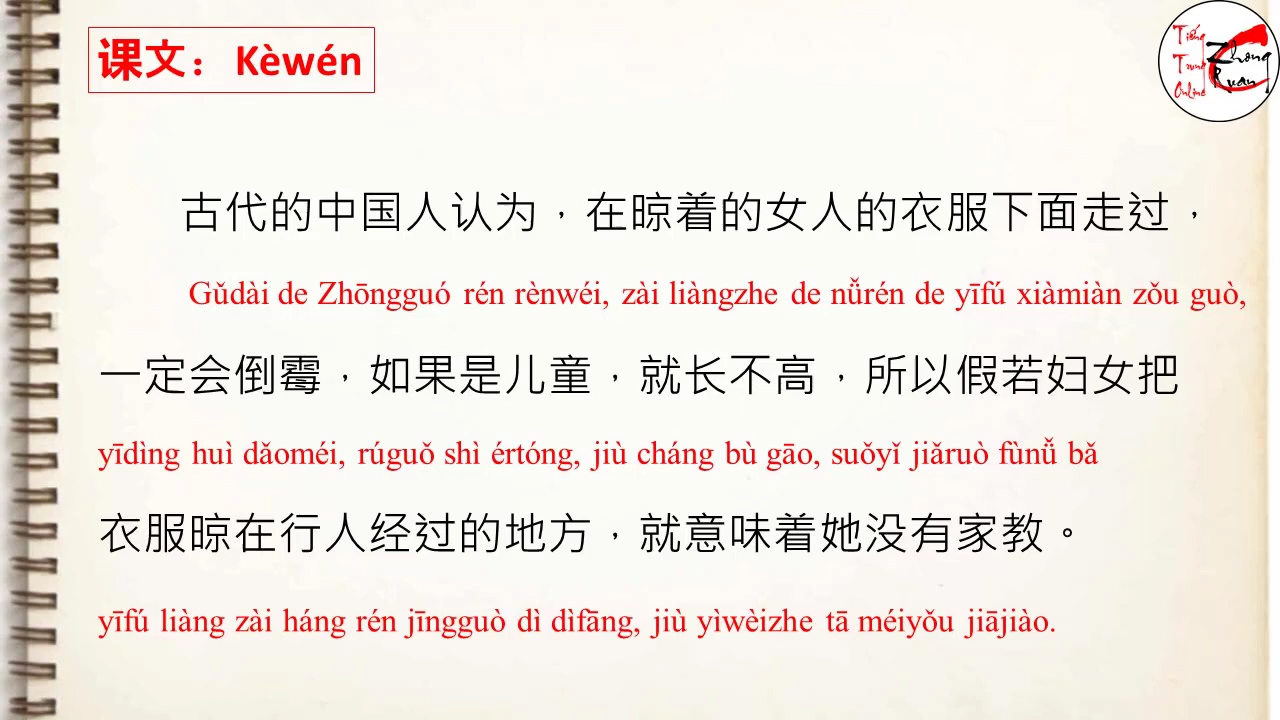 课文：Kèwén
Tiếng
Trung
Online
Zhong
Ruan
古代的中国人认为，在晾着的女人的衣服下面走过，
Gǔdài de Zhōngguó rén rènwéi, zài liàngzhe de nǚrén de yīfú xiàmiàn zǒu guò,
一定会倒霉，如果是儿童，就长不高，所以假若妇女把
yīdìng huì dǎoméi, rúguǒ shì értóng, jiù cháng bù gāo, suǒyǐ jiǎruò fùnǚ bǎ
衣服晾在行人经过的地方，就意味着她没有家教。
yīfú liàng zài háng rén jīngguò dì dìfāng, jiù yìwèizhe tā méiyǒu jiājiào.